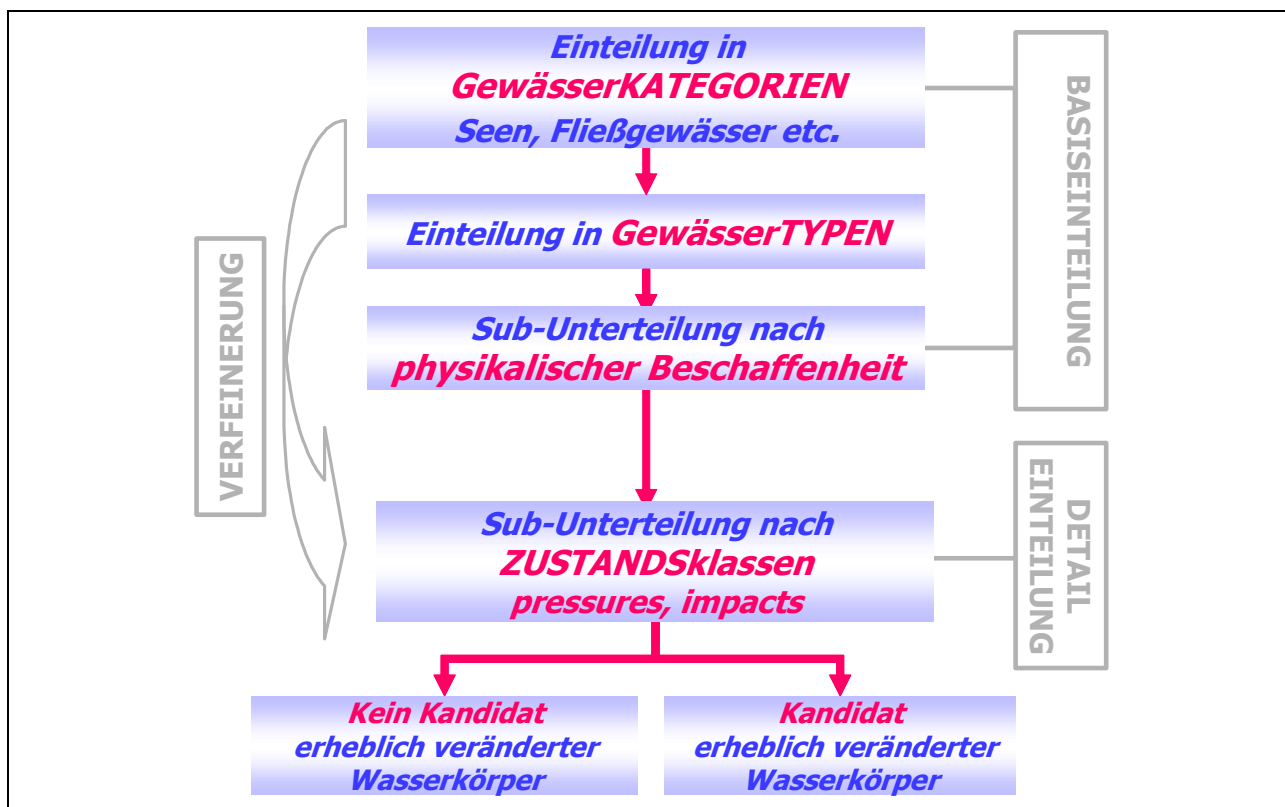 Einteilung in
GewässerKATEGORIEN
Seen, Fließgewässer etc.
BASISEINTEILUNG
Einteilung in GewässerTYPEN
VERFEINERUNG
Sub-Unterteilung nach
physikalischer Beschaffenheit
Sub-Unterteilung nach
ZUSTANDSklassen
pressures, impacts
DETAIL
EINTEILUNG
Kein Kandidat
erheblich veränderter
Wasserkörper
Kandidat
erheblich veränderter
Wasserkörper